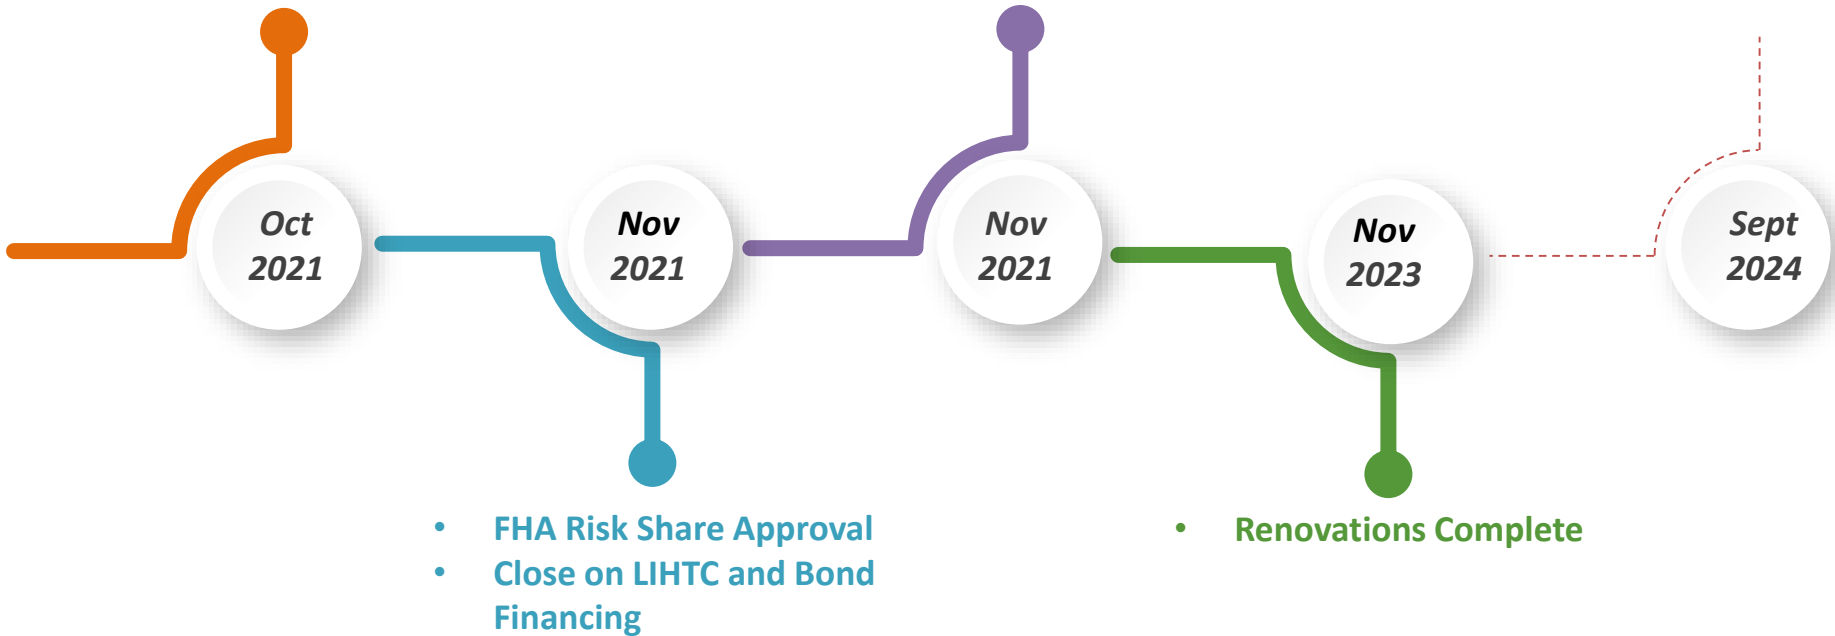 Oct
2021
Nov
2021
Nov
2021
Nov
2023
Sept
2024
• FHA Risk Share Approval
• Close on LIHTC and Bond
Financing
• Renovations Complete